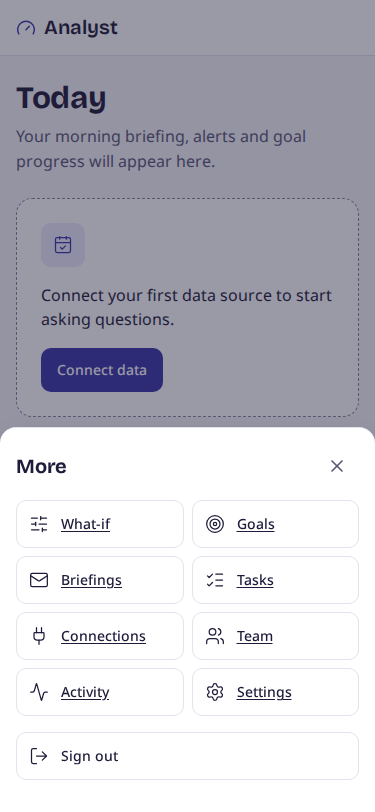 Analyst
Today
Your morning briefing, alerts and goal
progress will appear here.
Connect your first data source to start
asking questions.
Connect data
More
What-if
Goals
Briefings
Tasks
Connections
Team
Activity
Settings
Sign out